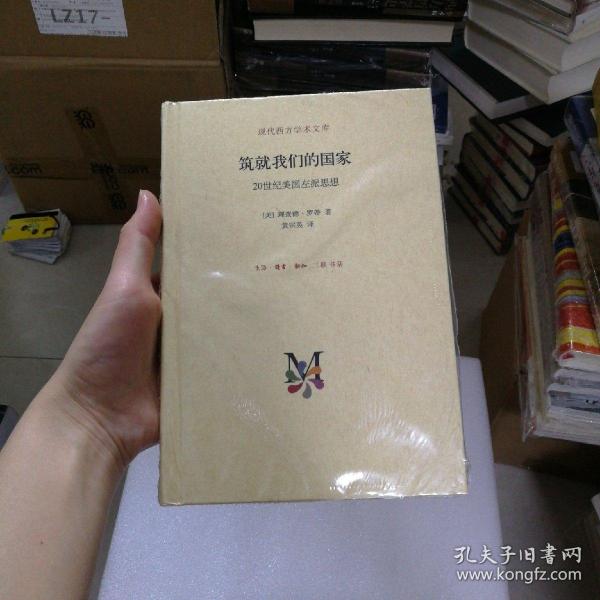 LZ17-
现代西方学术文库
筑就我们的国家
20世纪美国左派思想
[美] 理查德·罗蒂 著
黄宗英 译
生活·读书·新知 三联书店
M
孔夫子旧书网
www.kongfz.com